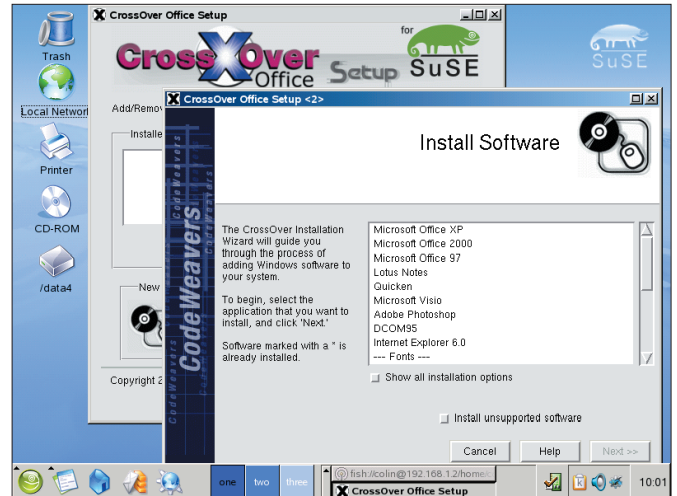 Trash
Local Networl
Printer
CD-ROM
/data4
CrossOver Office Setup
CrossOver
Office
Setup
for
SuSE
SuSE
Add/Remov
Installe
New
Copyright 2
CrossOver Office Setup <2>
CodeWeavers
Install Software
The CrossOver Installation
Wizard will guide you
through the process of
adding Windows software to
your system.
To begin, select the
application that you want to
install, and click 'Next.'
Software marked with a * is
already installed.
Microsoft Office XP
Microsoft Office 2000
Microsoft Office 97
Lotus Notes
Quicken
Microsoft Visio
Adobe Photoshop
DCOM95
Internet Explorer 6.0
--- Fonts ---
Show all installation options
Install unsupported software
Cancel
Help
Next >>
one
two
three
fish://colin@192.168.1.2/home
CrossOver Office Setup
10:01